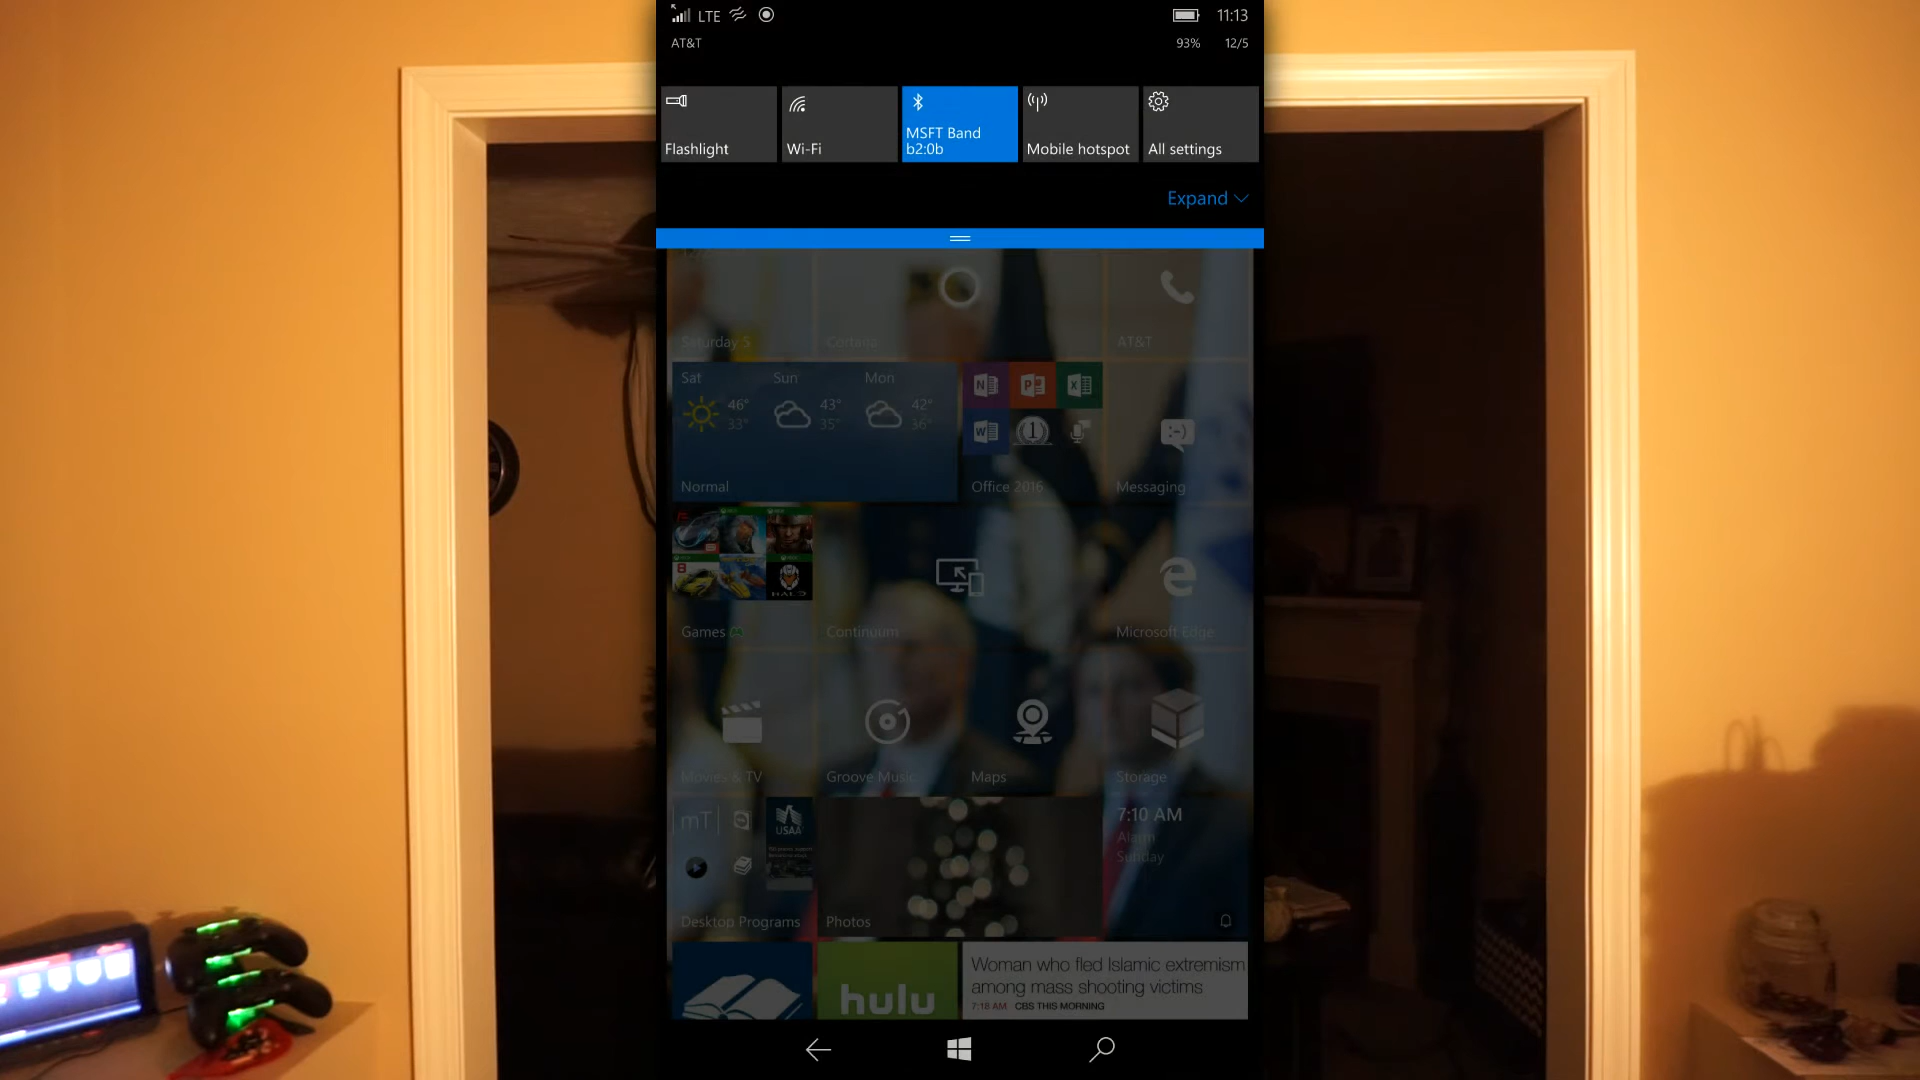 LTE
11:13
AT&T
93%
12/5
Flashlight
Wi-Fi
MSFT Band
b2:0b
Mobile hotspot
All settings
Expand
Saturday 5
Cortana
AT&T
Sat
Sun
Mon
46°
33°
43°
35°
42°
36°
Normal
Office 2016
Messaging
HALO
Games
Continuum
Microsoft Edge
Movies & TV
Groove Music
Maps
Storage
mT
USAA
7:10 AM
Alarm
Sunday
Desktop Programs
Photos
hulu
Woman who fled Islamic extremism
among mass shooting victims
7:18 AM CBS THIS MORNING